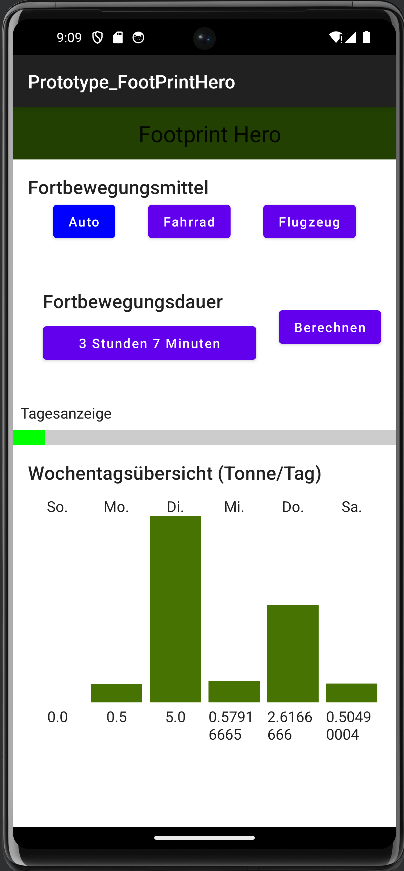 9:09
Prototype_FootPrintHero
Footprint Hero
Fortbewegungsmittel
Auto Fahrrad Flugzeug
Fortbewegungsdauer
Berechnen
3 Stunden 7 Minuten
Tagesanzeige
Wochentagsübersicht (Tonne/Tag)
So. Mo. Di. Mi. Do. Sa.
0.0 0.5 5.0 0.5791 2.6166 0.5049
6665 666 0004